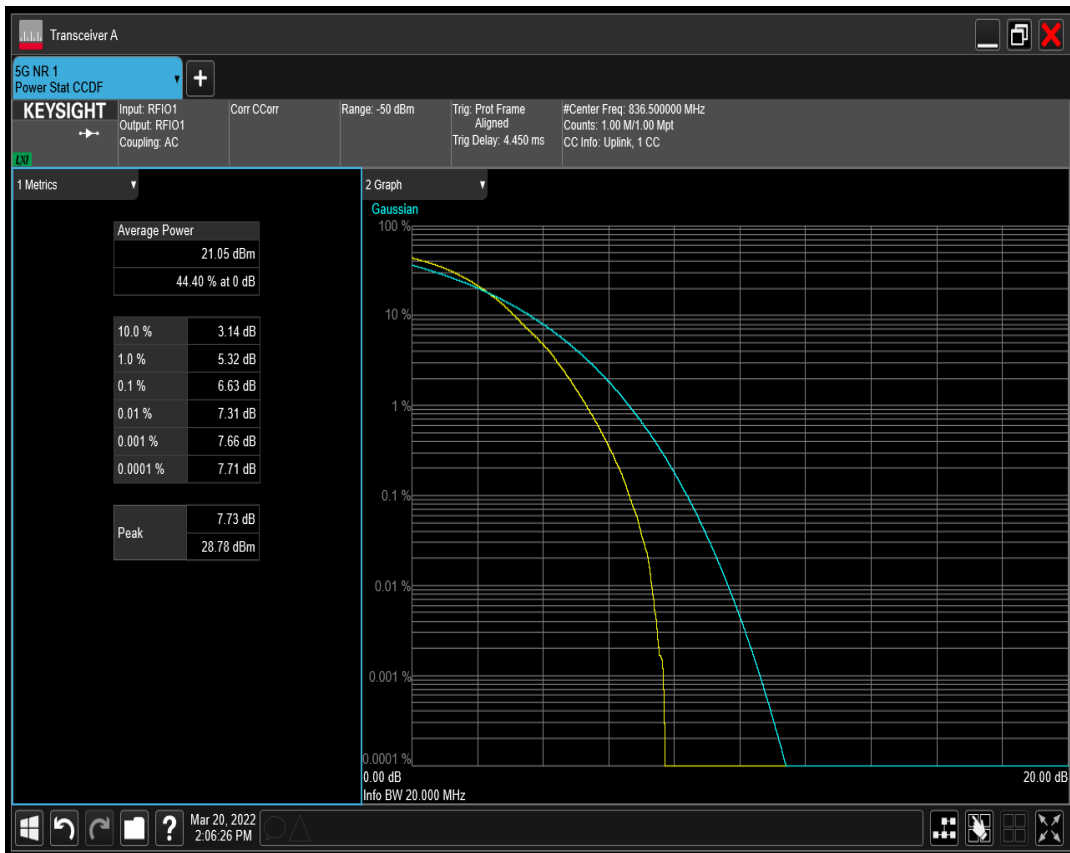 Transceiver A
5G NR 1
Power Stat CCDF
+
KEYSIGHT
LXI
Input: RFIO1
Output: RFIO1
Coupling: AC
Corr CCorr
Range: -50 dBm
Trig: Prot Frame
Aligned
Trig Delay: 4.450 ms
#Center Freq: 836.500000 MHz
Counts: 1.00 M/1.00 Mpt
CC Info: Uplink, 1 CC
1 Metrics
Average Power
21.05 dBm
44.40 % at 0 dB
10.0 % 3.14 dB
1.0 % 5.32 dB
0.1 % 6.63 dB
0.01 % 7.31 dB
0.001 % 7.66 dB
0.0001 % 7.71 dB
Peak
7.73 dB
28.78 dBm
2 Graph
Gaussian
100 %
10 %
1 %
0.1 %
0.01 %
0.001 %
0.0001 %
0.00 dB 20.00 dB
Info BW 20.000 MHz
?
Mar 20, 2022
2:06:26 PM